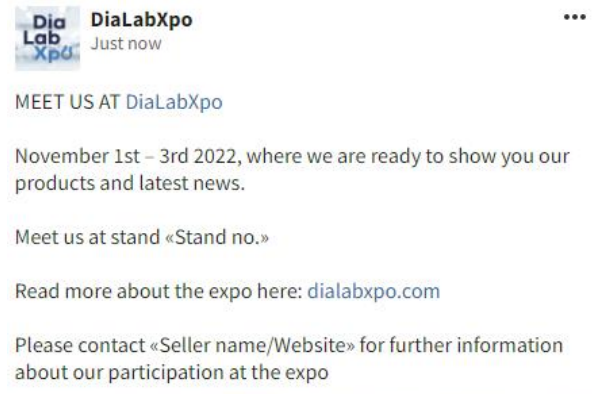 Dia
Lab
Xpo
DiaLabXpo
Just now
MEET US AT DiaLabXpo
November 1st – 3rd 2022, where we are ready to show you our
products and latest news.
Meet us at stand «Stand no.»
Read more about the expo here: dialabxpo.com
Please contact «Seller name/Website» for further information
about our participation at the expo